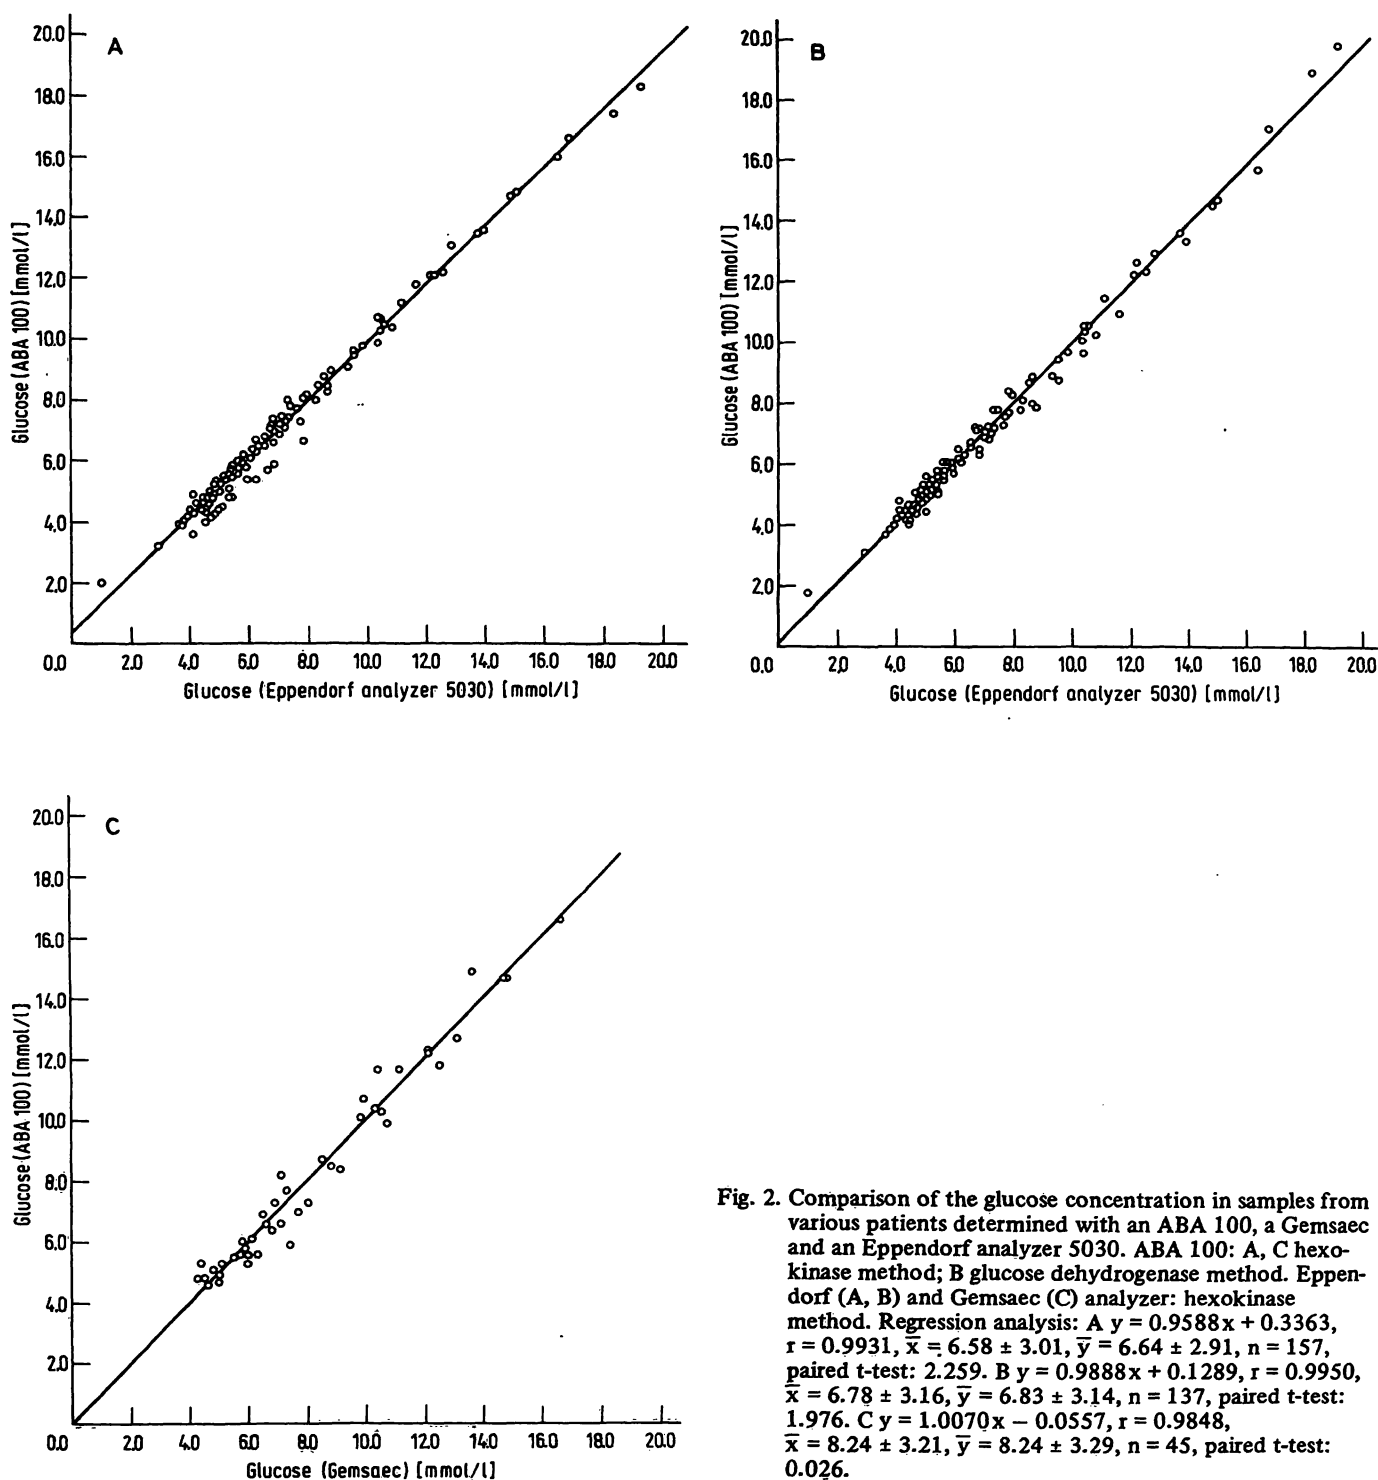 A
20.0
18.0
16.0
14.0
12.0
10.0
8.0
6.0
4.0
2.0
Glucose (ABA 100) [mmol/l]
0.0 2.0 4.0 6.0 8.0 10.0 12.0 14.0 16.0 18.0 20.0
Glucose (Eppendorf analyzer 5030) [mmol/l]
B
20.0
18.0
16.0
14.0
12.0
10.0
8.0
6.0
4.0
2.0
Glucose (ABA 100) [mmol/l]
0.0 2.0 4.0 6.0 8.0 10.0 12.0 14.0 16.0 18.0 20.0
Glucose (Eppendorf analyzer 5030) [mmol/l]
C
20.0
18.0
16.0
14.0
12.0
10.0
8.0
6.0
4.0
2.0
Glucose (ABA 100) [mmol/l]
0.0 2.0 4.0 6.0 8.0 10.0 12.0 14.0 16.0 18.0 20.0
Glucose (Gemsaec) [mmol/l]
Fig. 2. Comparison of the glucose concentration in samples from
various patients determined with an ABA 100, a Gemsaec
and an Eppendorf analyzer 5030. ABA 100: A, C hexo-
kinase method; B glucose dehydrogenase method. Eppen-
dorf (A, B) and Gemsaec (C) analyzer: hexokinase
method. Regression analysis: A y = 0.9588x + 0.3363,
r = 0.9931, x̅ = 6.58 ± 3.01, y̅ = 6.64 ± 2.91, n = 157,
paired t-test: 2.259. B y = 0.9888x + 0.1289, r = 0.9950,
x̅ = 6.78 ± 3.16, y̅ = 6.83 ± 3.14, n = 137, paired t-test:
1.976. C y = 1.0070x − 0.0557, r = 0.9848,
x̅ = 8.24 ± 3.21, y̅ = 8.24 ± 3.29, n = 45, paired t-test:
0.026.